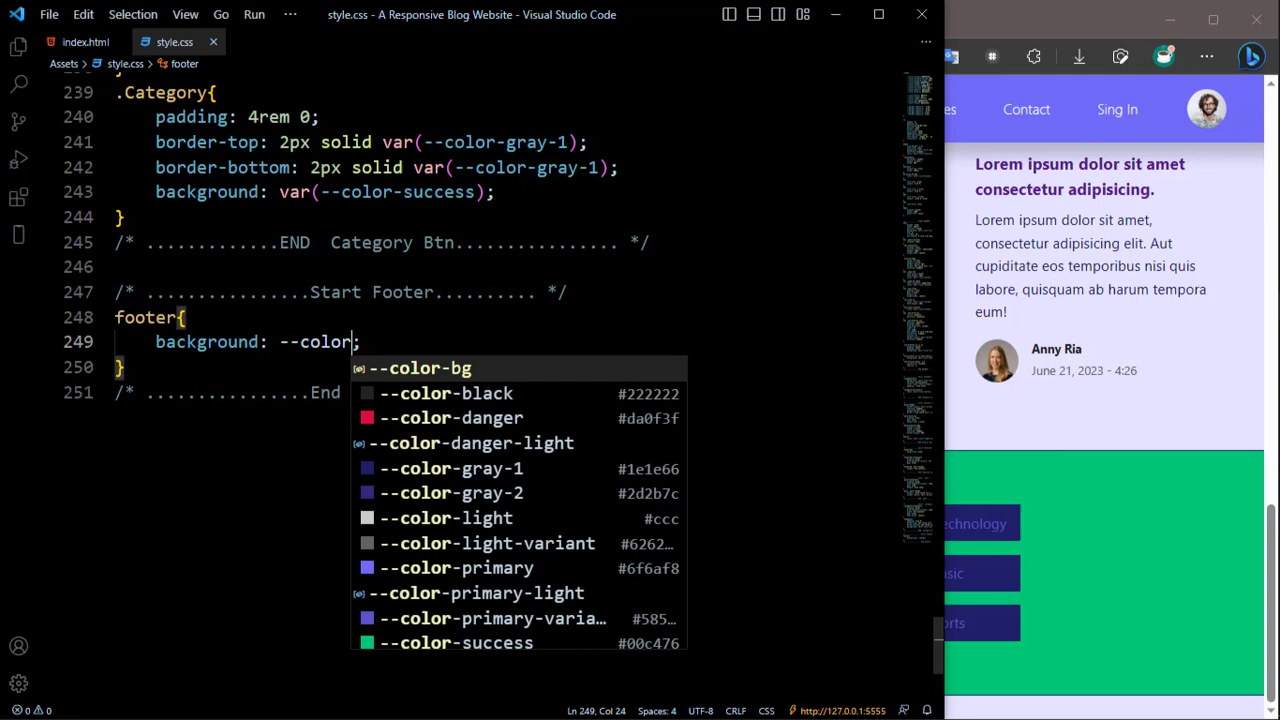 File Edit Selection View Go Run ··· style.css - A Responsive Blog Website - Visual Studio Code
index.html style.css
Assets > style.css > footer
239 .Category{
240 padding: 4rem 0;
241 border-top: 2px solid var(--color-gray-1);
242 border-bottom: 2px solid var(--color-gray-1);
243 background: var(--color-success);
244 }
245 /* .............END  Category Btn............... */
246
247 /* ................Start Footer.......... */
248 footer{
249 background: --color;
250 }
251 /* ................End
--color-bg
--color-black #222222
--color-danger #da0f3f
--color-danger-light
--color-gray-1 #1e1e66
--color-gray-2 #2d2b7c
--color-light #ccc
--color-light-variant #6262…
--color-primary #6f6af8
--color-primary-light
--color-primary-varia… #585…
--color-success #00c476
0 0 Ln 249, Col 24 Spaces: 4 UTF-8 CRLF CSS http://127.0.0.1:5555
es Contact Sing In
Lorem ipsum dolor sit amet
consectetur adipisicing.
Lorem ipsum dolor sit amet,
consectetur adipisicing elit. Aut
cupiditate eos temporibus nisi quis
labore, quisquam ab harum tempora
eum!
Anny Ria
June 21, 2023 - 4:26
echnology
sic
orts